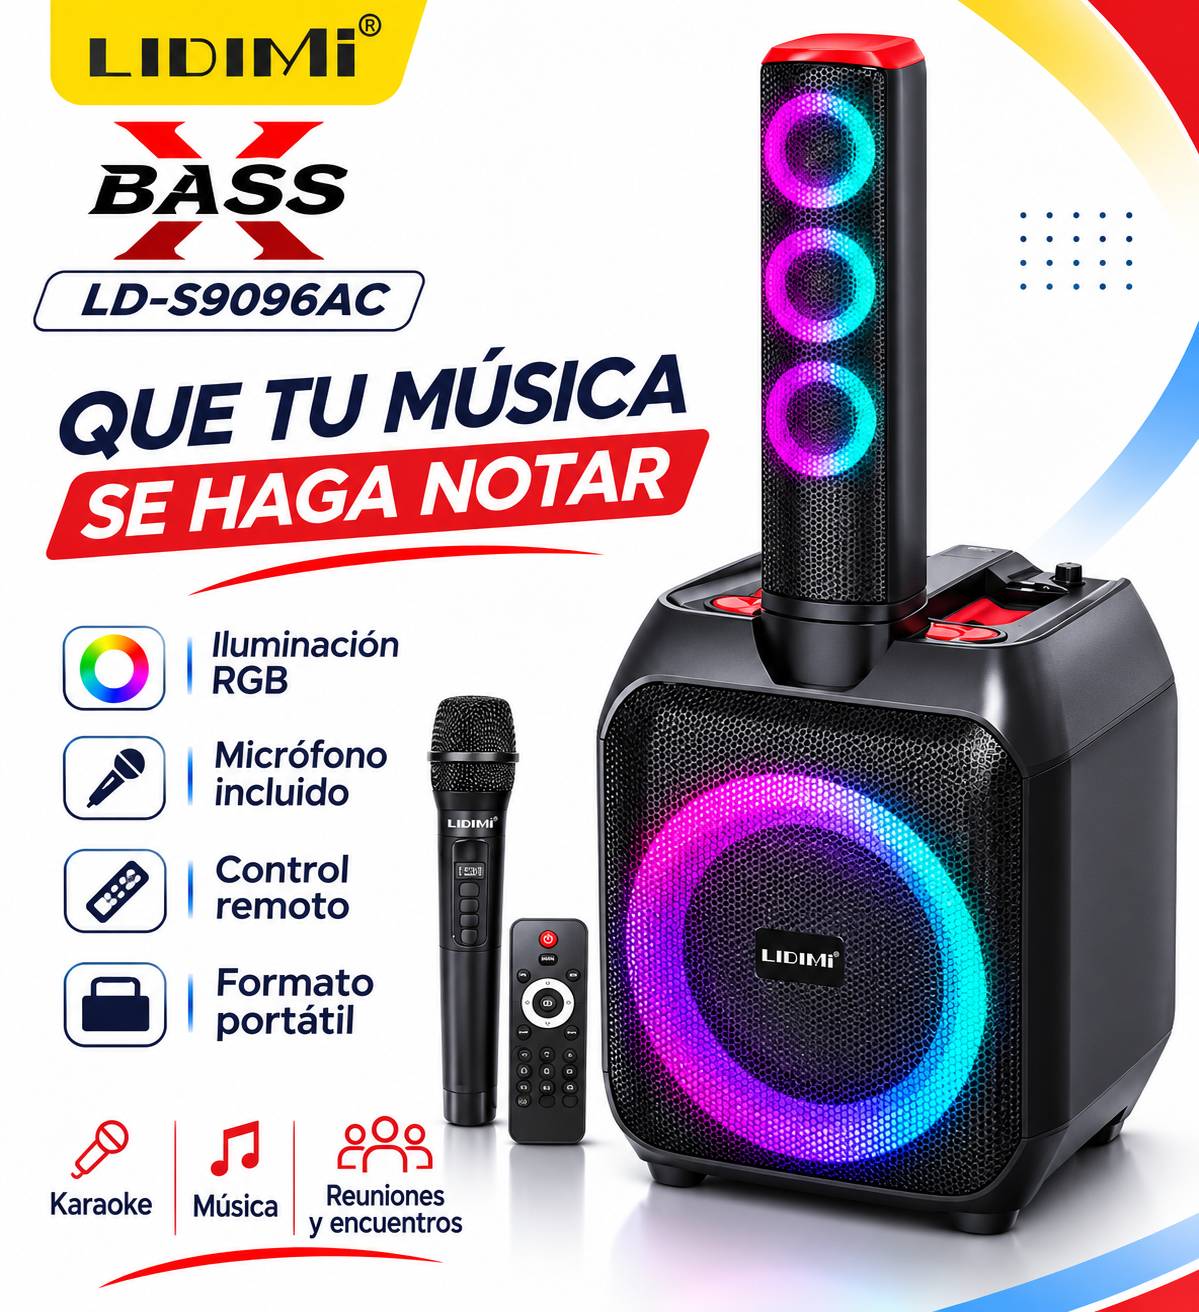 LIDIMi®
X
BASS
LD-S9096AC
QUE TU MÚSICA
SE HAGA NOTAR
Iluminación
RGB
Micrófono
incluido
Control
remoto
Formato
portátil
LIDIMi®
LIDIMi®
Karaoke
Música
Reuniones
y encuentros